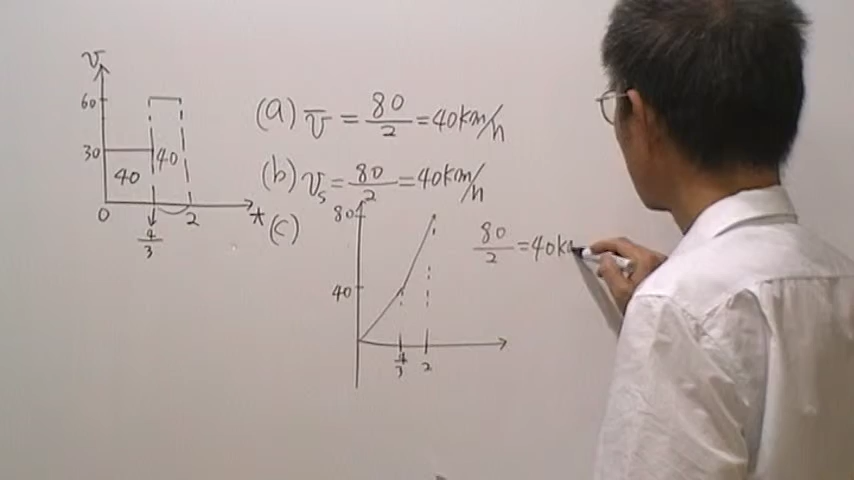 v
60
30
40
40
0
4/3
2
t
(a) v̅ = 80/2 = 40km/h
(b) vs = 80/2 = 40km/h
(c)
80
40
4/3
2
80/2 = 40k